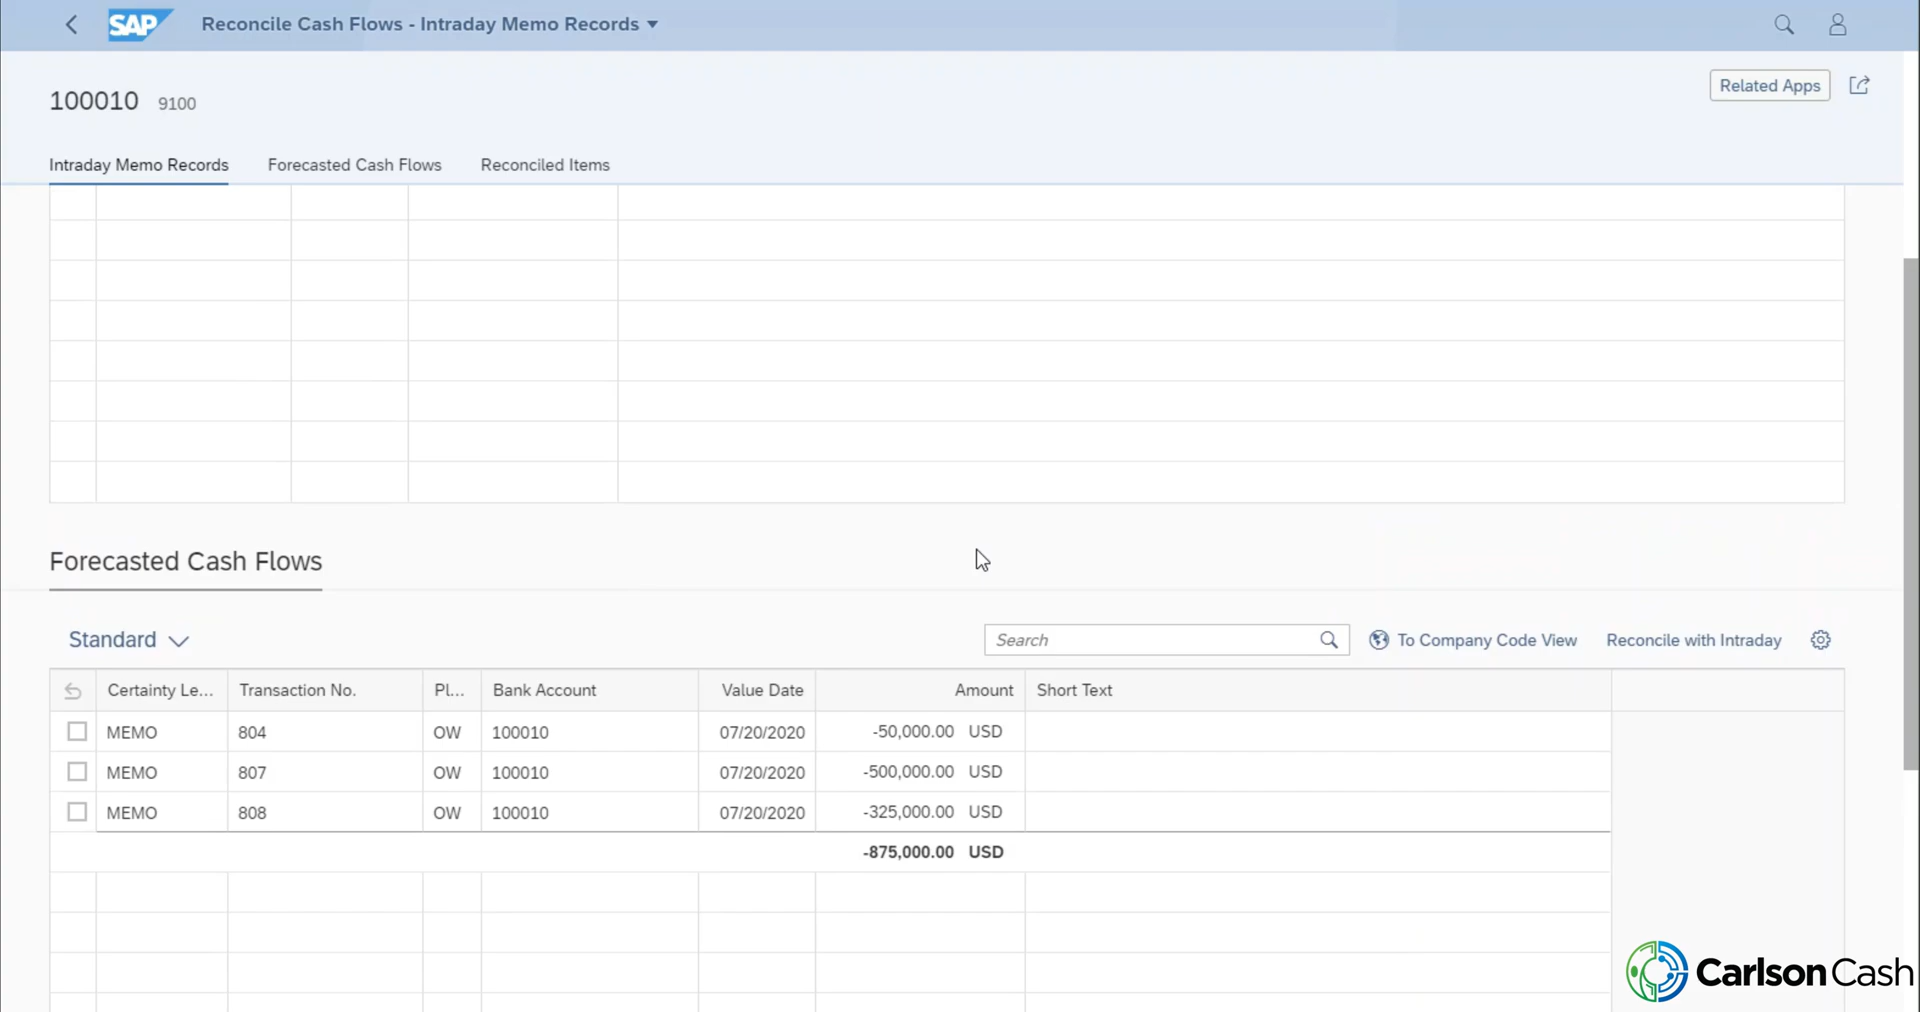 SAP Reconcile Cash Flows - Intraday Memo Records
Related Apps
100010 9100
Intraday Memo Records Forecasted Cash Flows Reconciled Items
Forecasted Cash Flows
Standard Search To Company Code View Reconcile with Intraday
Certainty Le... Transaction No. Pl... Bank Account Value Date Amount Short Text
MEMO 804 OW 100010 07/20/2020 -50,000.00 USD
MEMO 807 OW 100010 07/20/2020 -500,000.00 USD
MEMO 808 OW 100010 07/20/2020 -325,000.00 USD
-875,000.00 USD
Carlson Cash